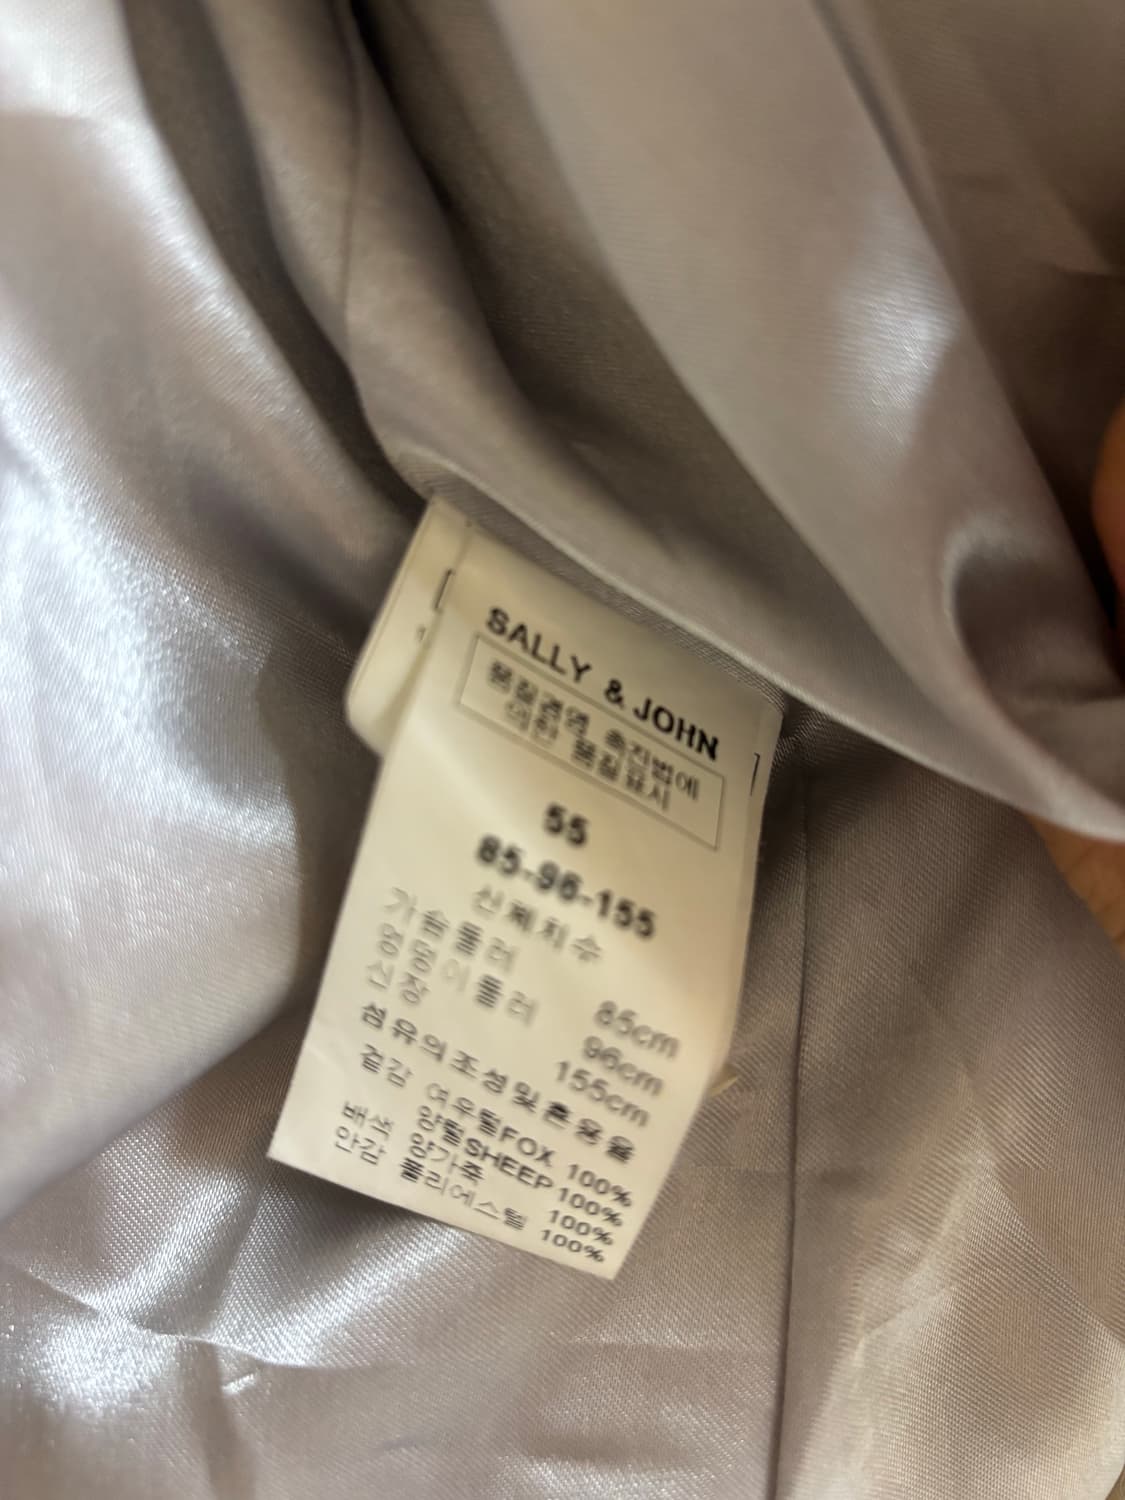 SALLY & JOHN
품질경영 촉진법에
의한 품질표시
55
85-96-155
신체치수
가슴둘레 85cm
엉덩이둘레 96cm
신장 155cm
섬유의조성및혼용율
겉감 여우털FOX 100%
양털SHEEP 100%
배색 양가죽 100%
안감 폴리에스텔 100%